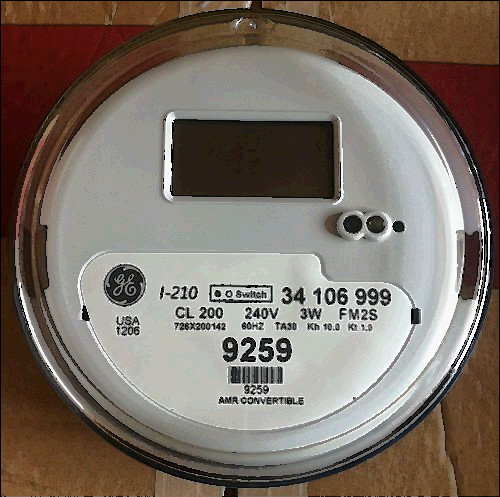 GE
I-210 O Switch 34 106 999
USA
1206
CL 200 240V 3W FM2S
726X200142 60HZ TA30 Kh 10.0 Kt 1.0
9259
9259
AMR CONVERTIBLE